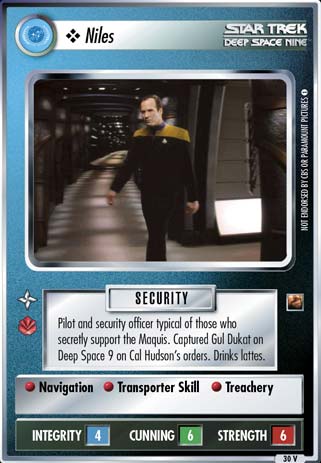 ❖ Niles
STAR TREK
DEEP SPACE NINE
NOT ENDORSED BY CBS OR PARAMOUNT PICTURES
SECURITY
Pilot and security officer typical of those who
secretly support the Maquis. Captured Gul Dukat on
Deep Space 9 on Cal Hudson's orders. Drinks lattes.
Navigation Transporter Skill Treachery
INTEGRITY 4 CUNNING 6 STRENGTH 6
30 V